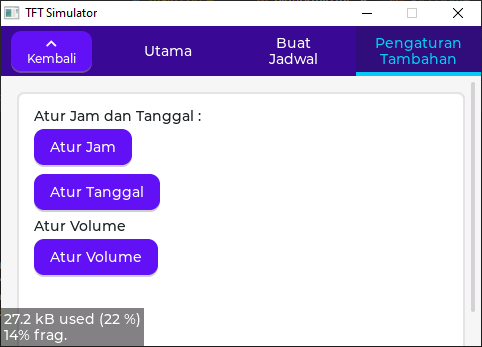 TFT Simulator
Kembali
Utama
Buat
Jadwal
Pengaturan
Tambahan
Atur Jam dan Tanggal :
Atur Jam
Atur Tanggal
Atur Volume
Atur Volume
27.2 kB used (22 %)
14% frag.